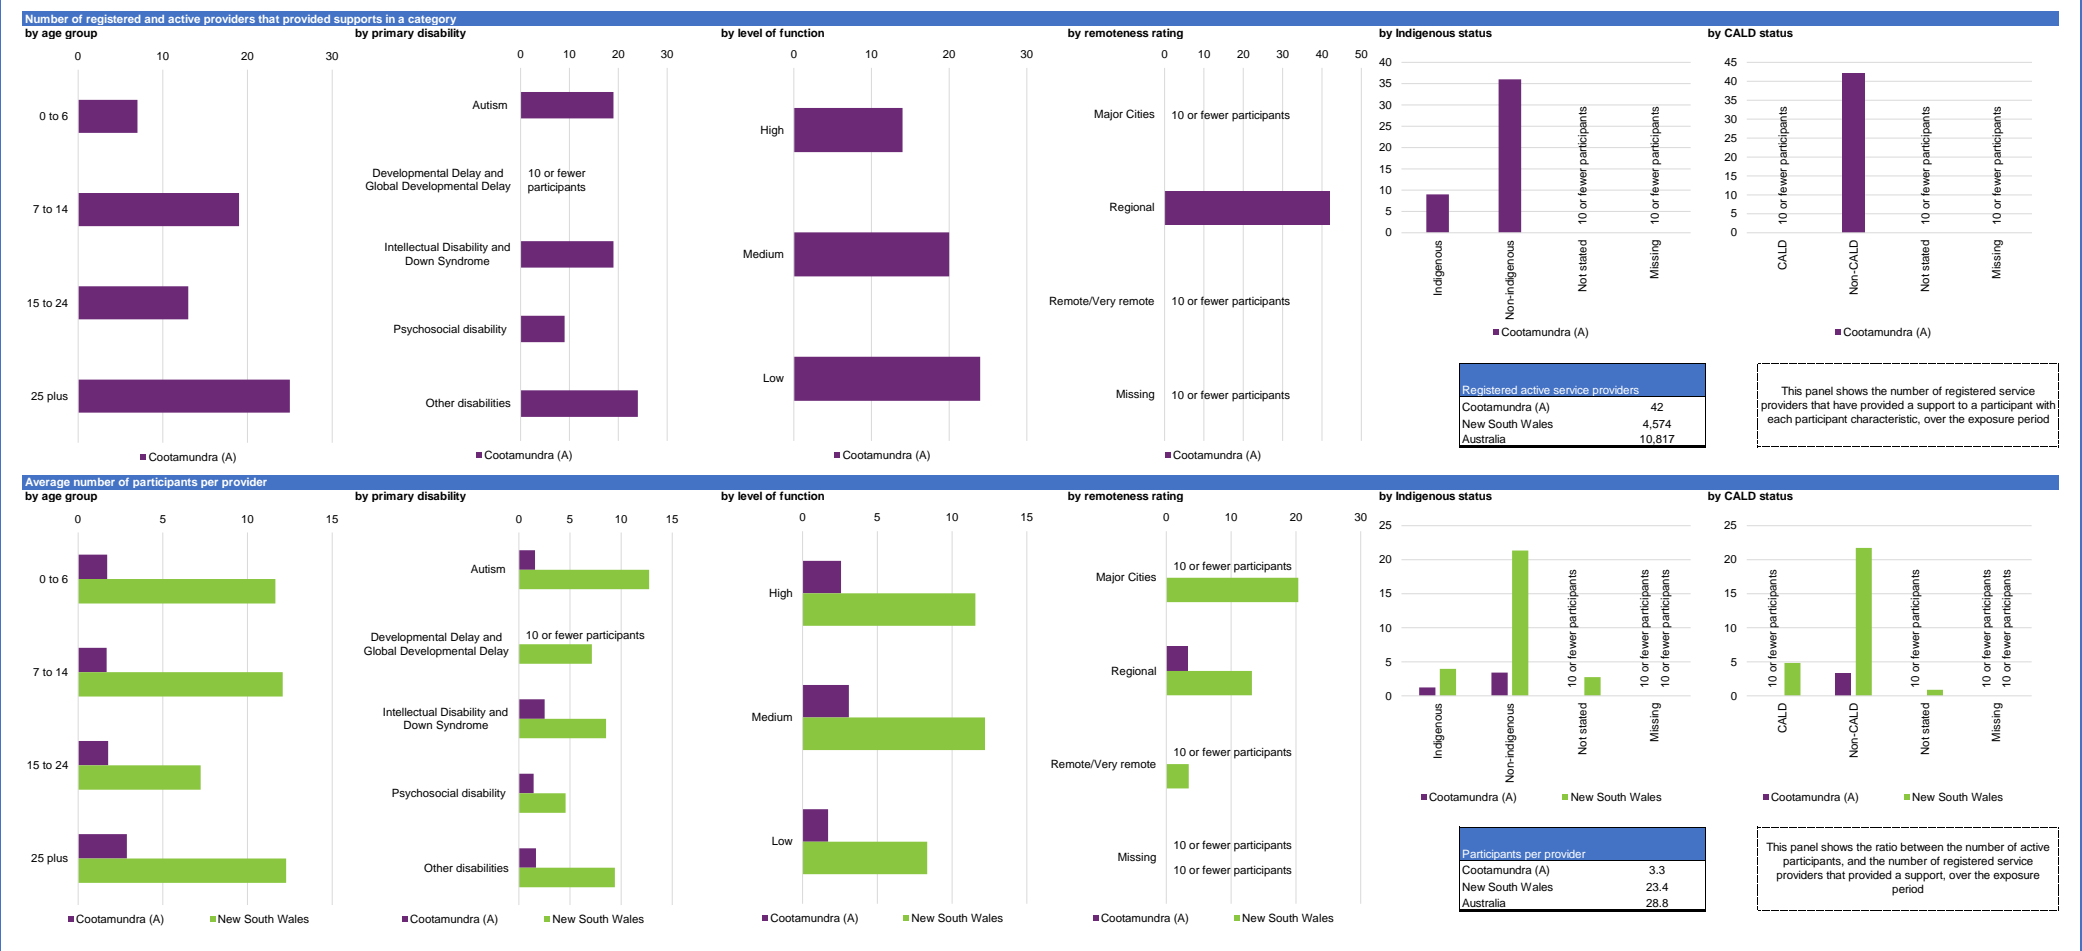 Number of registered and active providers that provided supports in a category
by age group
0 10 20 30
0 to 6
7 to 14
15 to 24
25 plus
Cootamundra (A)
by primary disability
0 10 20 30
Autism
Developmental Delay and
Global Developmental Delay
10 or fewer
participants
Intellectual Disability and
Down Syndrome
Psychosocial disability
Other disabilities
Cootamundra (A)
by level of function
0 10 20 30
High
Medium
Low
Cootamundra (A)
by remoteness rating
0 10 20 30 40 50
Major Cities 10 or fewer participants
Regional
Remote/Very remote 10 or fewer participants
Missing 10 or fewer participants
Cootamundra (A)
by Indigenous status
40
35
30
25
20
15
10
5
0
10 or fewer participants
10 or fewer participants
Indigenous
Non-indigenous
Not stated
Missing
Cootamundra (A)
by CALD status
45
40
35
30
25
20
15
10
5
0
10 or fewer participants
10 or fewer participants
10 or fewer participants
CALD
Non-CALD
Not stated
Missing
Cootamundra (A)
Registered active service providers
Cootamundra (A) 42
New South Wales 4,574
Australia 10,817
This panel shows the number of registered service
providers that have provided a support to a participant with
each participant characteristic, over the exposure period
Average number of participants per provider
by age group
0 5 10 15
0 to 6
7 to 14
15 to 24
25 plus
Cootamundra (A) New South Wales
by primary disability
0 5 10 15
Autism
Developmental Delay and
Global Developmental Delay
10 or fewer participants
Intellectual Disability and
Down Syndrome
Psychosocial disability
Other disabilities
Cootamundra (A) New South Wales
by level of function
0 5 10 15
High
Medium
Low
Cootamundra (A) New South Wales
by remoteness rating
0 10 20 30
10 or fewer participants
Major Cities
Regional
10 or fewer participants
Remote/Very remote
10 or fewer participants
Missing
10 or fewer participants
Cootamundra (A) New South Wales
by Indigenous status
25
20
15
10
5
0
10 or fewer participants
10 or fewer participants
10 or fewer participants
Indigenous
Non-indigenous
Not stated
Missing
Cootamundra (A) New South Wales
by CALD status
25
20
15
10
5
0
10 or fewer participants
10 or fewer participants
10 or fewer participants
10 or fewer participants
CALD
Non-CALD
Not stated
Missing
Cootamundra (A) New South Wales
Participants per provider
Cootamundra (A) 3.3
New South Wales 23.4
Australia 28.8
This panel shows the ratio between the number of active
participants, and the number of registered service
providers that provided a support, over the exposure
period